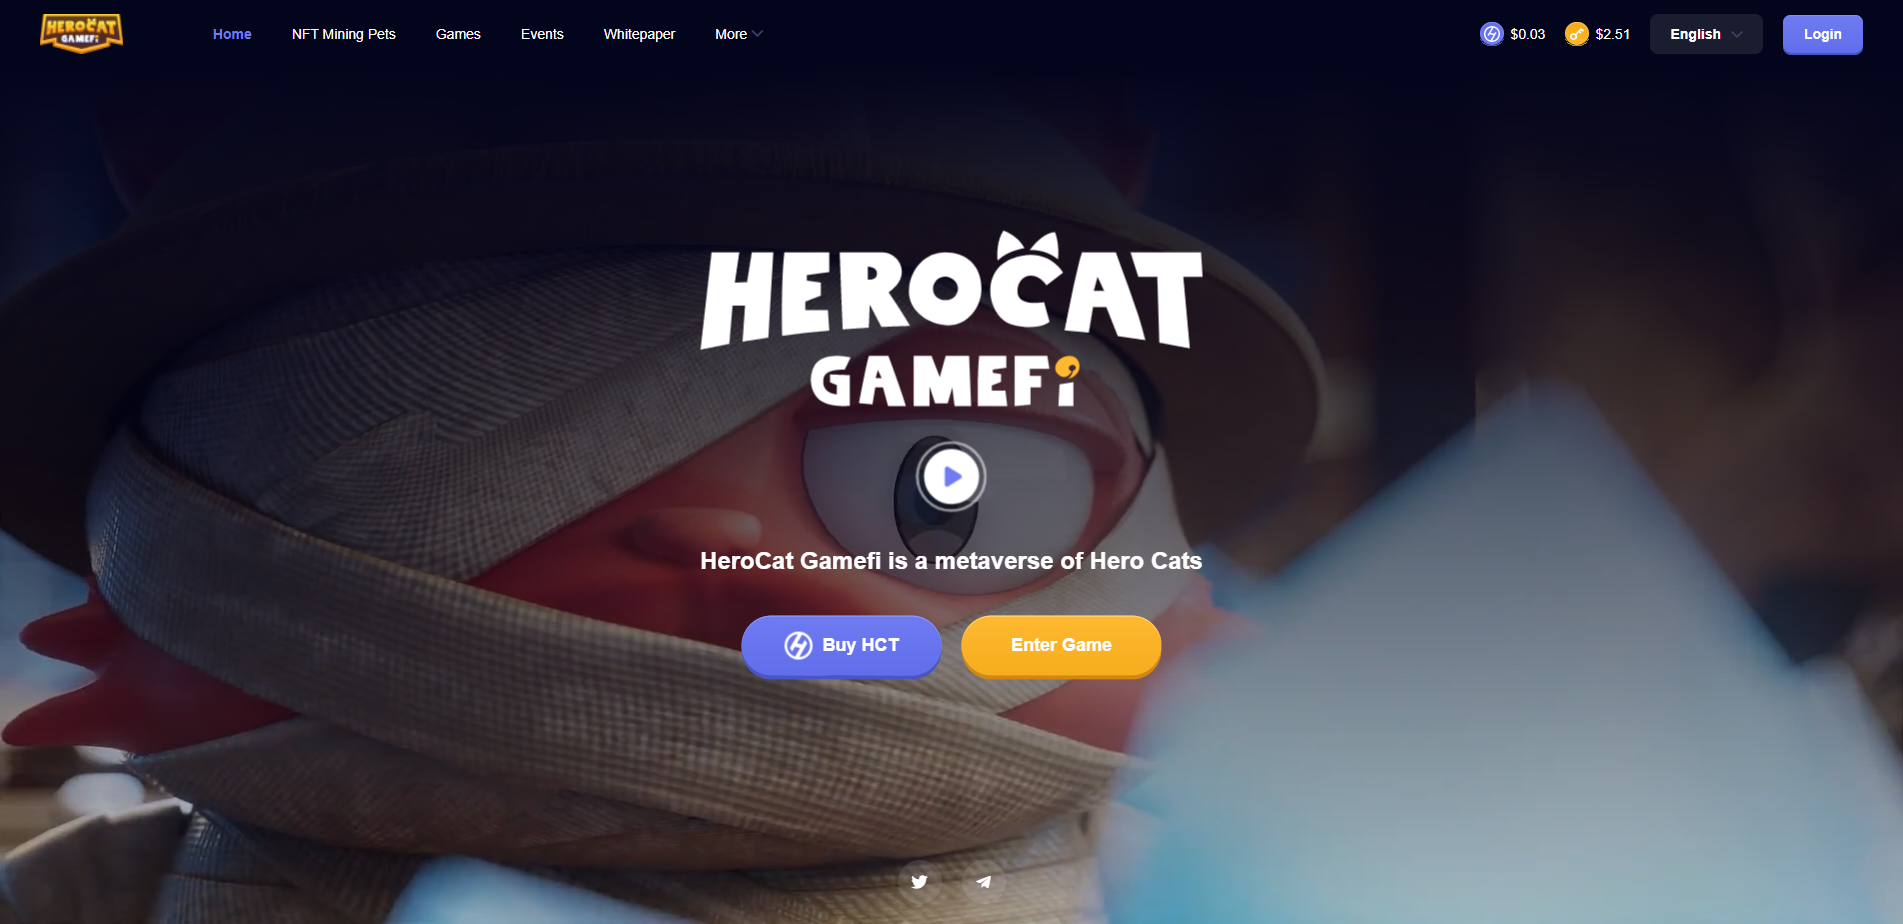 HEROCAT
GAMEFi
Home
NFT Mining Pets
Games
Events
Whitepaper
More
$0.03
$2.51
English
Login
HEROCAT
GAMEFi
HeroCat Gamefi is a metaverse of Hero Cats
Buy HCT
Enter Game